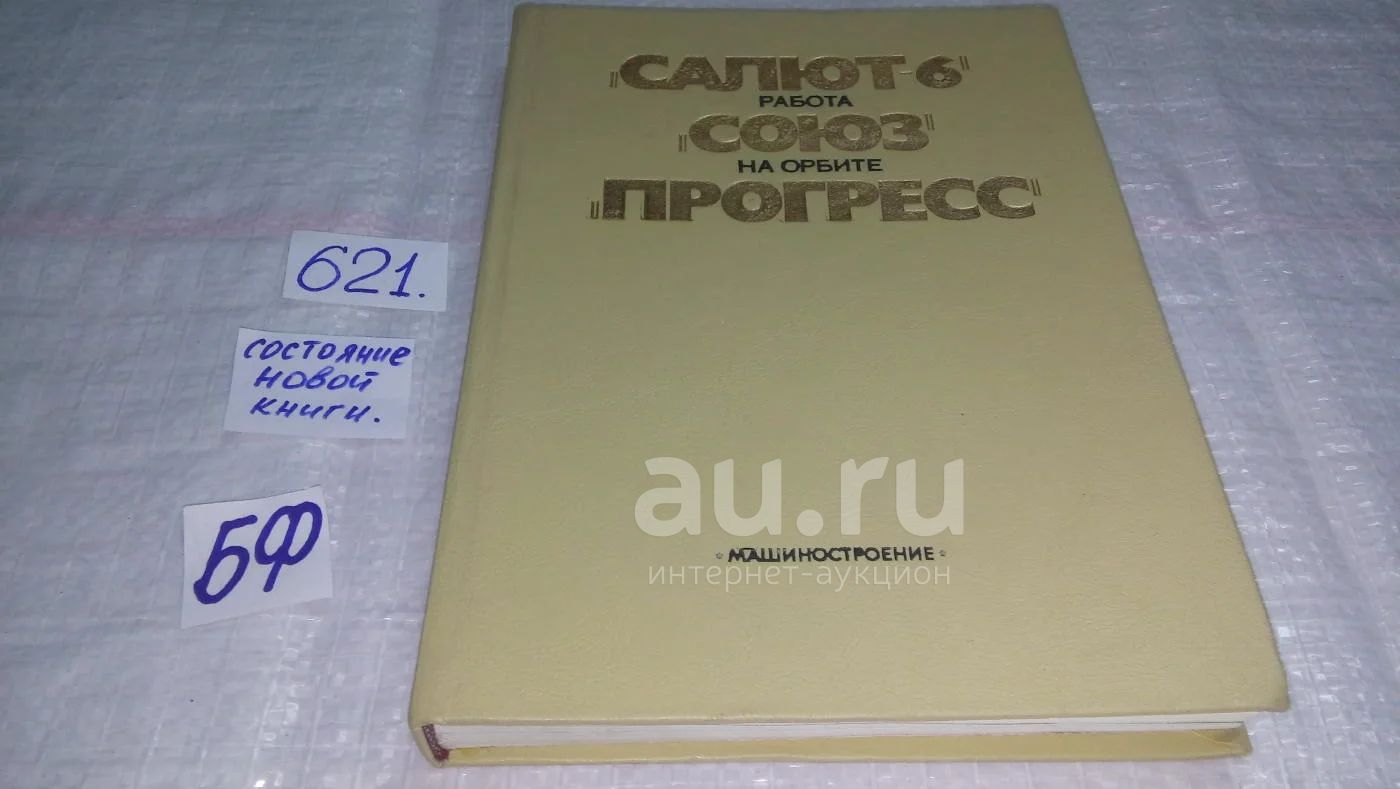 „САЛЮТ-6"
РАБОТА
„СОЮЗ"
НА ОРБИТЕ
„ПРОГРЕСС"
621.
состояние
новой
книги.
БФ
au.ru
• МАШИНОСТРОЕНИЕ •
интернет-аукцион